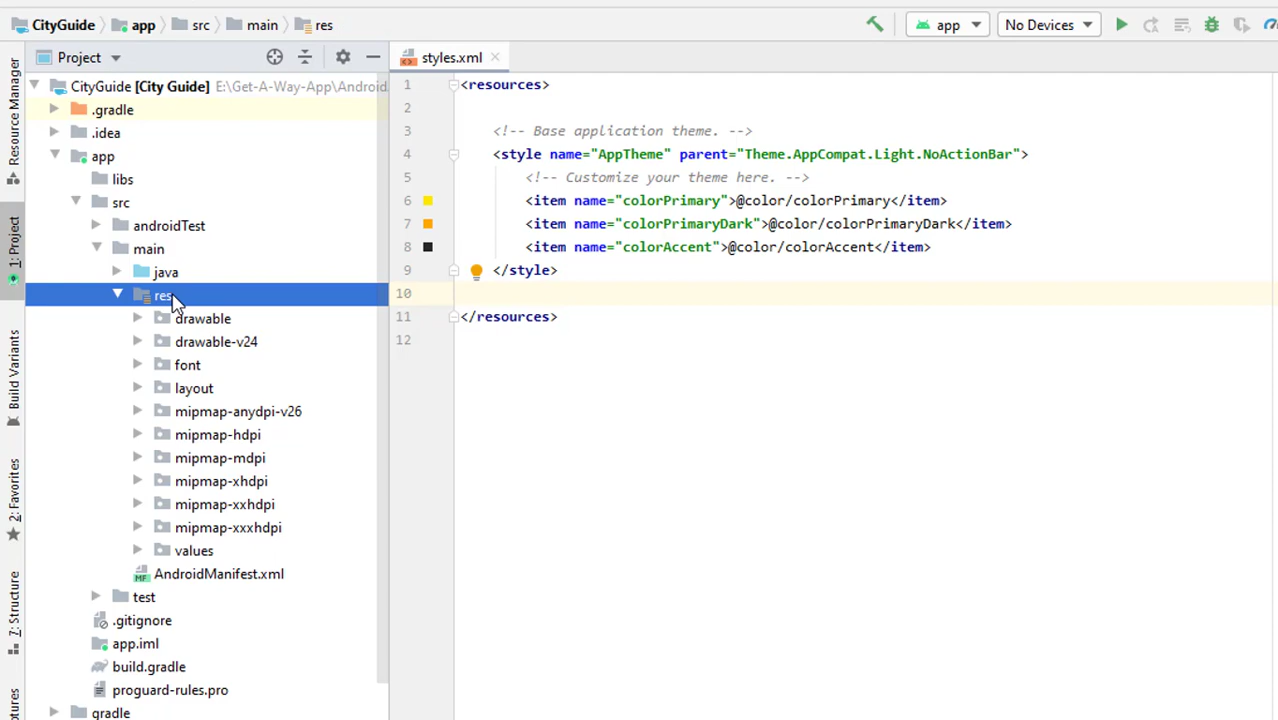 CityGuide app src main res
app No Devices
Project
styles.xml
Resource Manager
1: Project
Build Variants
2: Favorites
7: Structure
CityGuide [City Guide] E:\Get-A-Way-App\Android
.gradle
.idea
app
libs
src
androidTest
main
java
res
drawable
drawable-v24
font
layout
mipmap-anydpi-v26
mipmap-hdpi
mipmap-mdpi
mipmap-xhdpi
mipmap-xxhdpi
mipmap-xxxhdpi
values
MF AndroidManifest.xml
test
.gitignore
app.iml
build.gradle
proguard-rules.pro
gradle
1 <resources>
2
3 <!-- Base application theme. -->
4 <style name="AppTheme" parent="Theme.AppCompat.Light.NoActionBar">
5 <!-- Customize your theme here. -->
6 <item name="colorPrimary">@color/colorPrimary</item>
7 <item name="colorPrimaryDark">@color/colorPrimaryDark</item>
8 <item name="colorAccent">@color/colorAccent</item>
9 </style>
10
11 </resources>
12